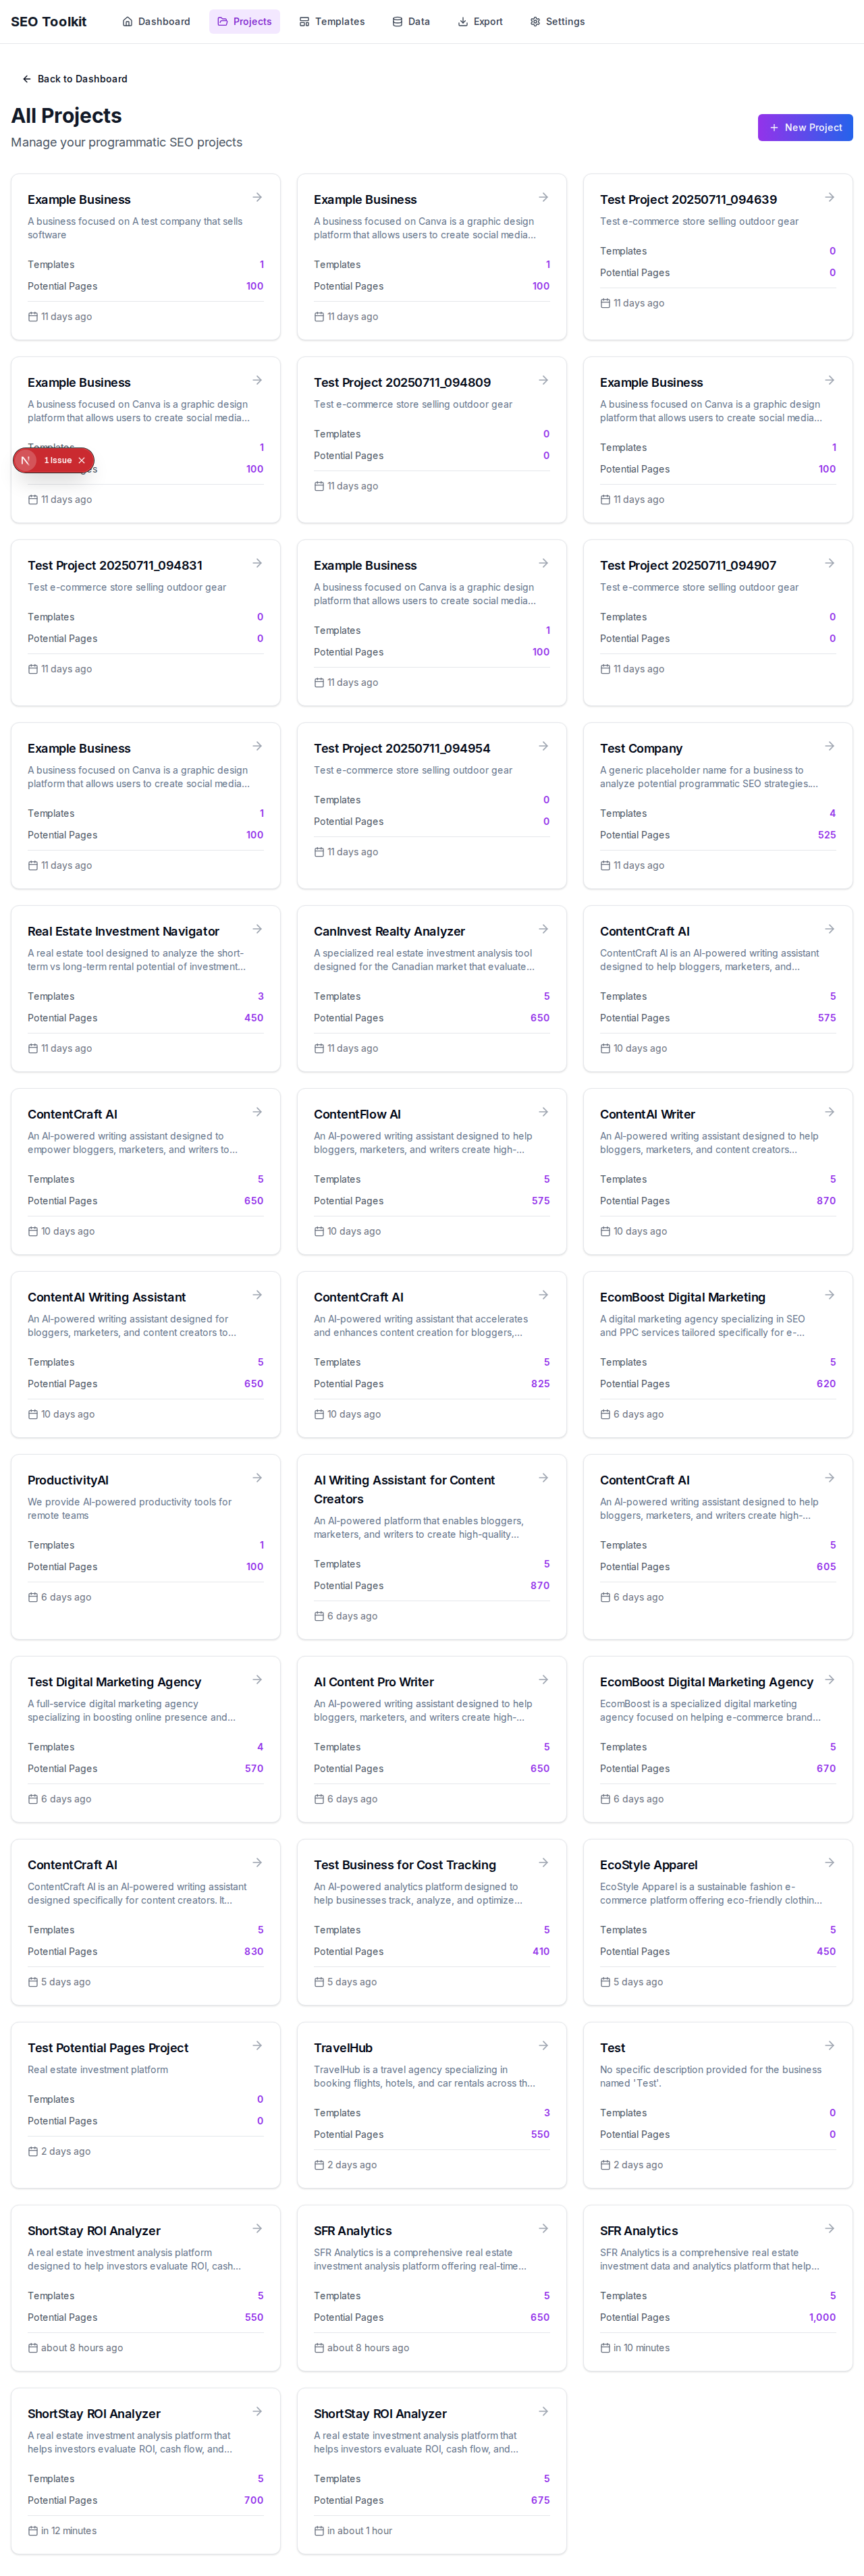 SEO Toolkit
Dashboard
Projects
Templates
Data
Export
Settings
Back to Dashboard
All Projects
Manage your programmatic SEO projects
New Project
Example Business
A business focused on A test company that sells
software
Templates 1
Potential Pages 100
11 days ago
Example Business
A business focused on Canva is a graphic design
platform that allows users to create social media...
Templates 1
Potential Pages 100
11 days ago
Test Project 20250711_094639
Test e-commerce store selling outdoor gear
Templates 0
Potential Pages 0
11 days ago
Example Business
A business focused on Canva is a graphic design
platform that allows users to create social media...
1
N 1 Issue
100
11 days ago
Test Project 20250711_094809
Test e-commerce store selling outdoor gear
Templates 0
Potential Pages 0
11 days ago
Example Business
A business focused on Canva is a graphic design
platform that allows users to create social media...
Templates 1
Potential Pages 100
11 days ago
Test Project 20250711_094831
Test e-commerce store selling outdoor gear
Templates 0
Potential Pages 0
11 days ago
Example Business
A business focused on Canva is a graphic design
platform that allows users to create social media...
Templates 1
Potential Pages 100
11 days ago
Test Project 20250711_094907
Test e-commerce store selling outdoor gear
Templates 0
Potential Pages 0
11 days ago
Example Business
A business focused on Canva is a graphic design
platform that allows users to create social media...
Templates 1
Potential Pages 100
11 days ago
Test Project 20250711_094954
Test e-commerce store selling outdoor gear
Templates 0
Potential Pages 0
11 days ago
Test Company
A generic placeholder name for a business to
analyze potential programmatic SEO strategies....
Templates 4
Potential Pages 525
11 days ago
Real Estate Investment Navigator
A real estate tool designed to analyze the short-
term vs long-term rental potential of investment...
Templates 3
Potential Pages 450
11 days ago
CanInvest Realty Analyzer
A specialized real estate investment analysis tool
designed for the Canadian market that evaluate...
Templates 5
Potential Pages 650
11 days ago
ContentCraft AI
ContentCraft AI is an AI-powered writing assistant
designed to help bloggers, marketers, and...
Templates 5
Potential Pages 575
10 days ago
ContentCraft AI
An AI-powered writing assistant designed to
empower bloggers, marketers, and writers to...
Templates 5
Potential Pages 650
10 days ago
ContentFlow AI
An AI-powered writing assistant designed to help
bloggers, marketers, and writers create high-...
Templates 5
Potential Pages 575
10 days ago
ContentAI Writer
An AI-powered writing assistant designed to help
bloggers, marketers, and content creators...
Templates 5
Potential Pages 870
10 days ago
ContentAI Writing Assistant
An AI-powered writing assistant designed for
bloggers, marketers, and content creators to...
Templates 5
Potential Pages 650
10 days ago
ContentCraft AI
An AI-powered writing assistant that accelerates
and enhances content creation for bloggers,...
Templates 5
Potential Pages 825
10 days ago
EcomBoost Digital Marketing
A digital marketing agency specializing in SEO
and PPC services tailored specifically for e-...
Templates 5
Potential Pages 620
6 days ago
ProductivityAI
We provide AI-powered productivity tools for
remote teams
Templates 1
Potential Pages 100
6 days ago
AI Writing Assistant for Content
Creators
An AI-powered platform that enables bloggers,
marketers, and writers to create high-quality...
Templates 5
Potential Pages 870
6 days ago
ContentCraft AI
An AI-powered writing assistant designed to help
bloggers, marketers, and writers create high-...
Templates 5
Potential Pages 605
6 days ago
Test Digital Marketing Agency
A full-service digital marketing agency
specializing in boosting online presence and...
Templates 4
Potential Pages 570
6 days ago
AI Content Pro Writer
An AI-powered writing assistant designed to help
bloggers, marketers, and writers create high-...
Templates 5
Potential Pages 650
6 days ago
EcomBoost Digital Marketing Agency
EcomBoost is a specialized digital marketing
agency focused on helping e-commerce brand...
Templates 5
Potential Pages 670
6 days ago
ContentCraft AI
ContentCraft AI is an AI-powered writing assistant
designed specifically for content creators. It...
Templates 5
Potential Pages 830
5 days ago
Test Business for Cost Tracking
An AI-powered analytics platform designed to
help businesses track, analyze, and optimize...
Templates 5
Potential Pages 410
5 days ago
EcoStyle Apparel
EcoStyle Apparel is a sustainable fashion e-
commerce platform offering eco-friendly clothin...
Templates 5
Potential Pages 450
5 days ago
Test Potential Pages Project
Real estate investment platform
Templates 0
Potential Pages 0
2 days ago
TravelHub
TravelHub is a travel agency specializing in
booking flights, hotels, and car rentals across th...
Templates 3
Potential Pages 550
2 days ago
Test
No specific description provided for the business
named 'Test'.
Templates 0
Potential Pages 0
2 days ago
ShortStay ROI Analyzer
A real estate investment analysis platform
designed to help investors evaluate ROI, cash...
Templates 5
Potential Pages 550
about 8 hours ago
SFR Analytics
SFR Analytics is a comprehensive real estate
investment analysis platform offering real-time...
Templates 5
Potential Pages 650
about 8 hours ago
SFR Analytics
SFR Analytics is a comprehensive real estate
investment data and analytics platform that help...
Templates 5
Potential Pages 1,000
in 10 minutes
ShortStay ROI Analyzer
A real estate investment analysis platform that
helps investors evaluate ROI, cash flow, and...
Templates 5
Potential Pages 700
in 12 minutes
ShortStay ROI Analyzer
A real estate investment analysis platform that
helps investors evaluate ROI, cash flow, and...
Templates 5
Potential Pages 675
in about 1 hour